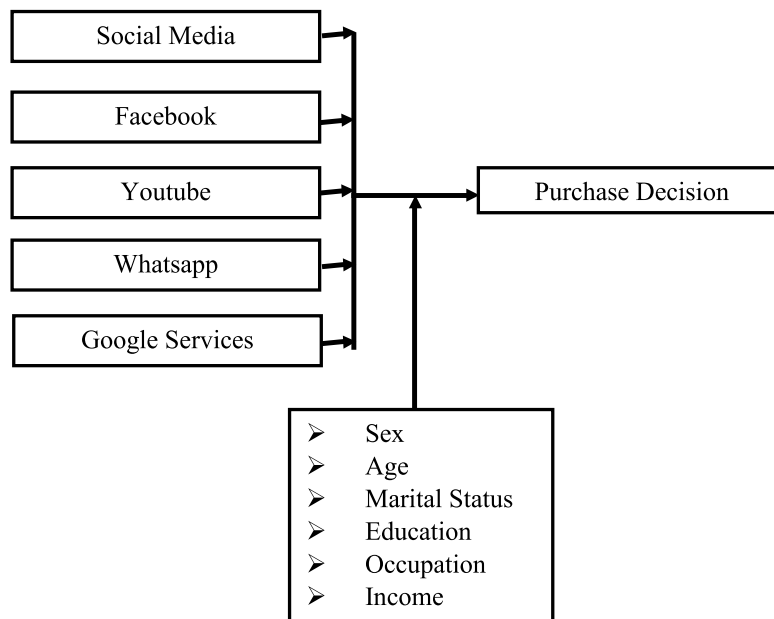 Social Media
Facebook
Youtube
Purchase Decision
Whatsapp
Google Services
Sex
Age
Marital Status
Education
Occupation
Income